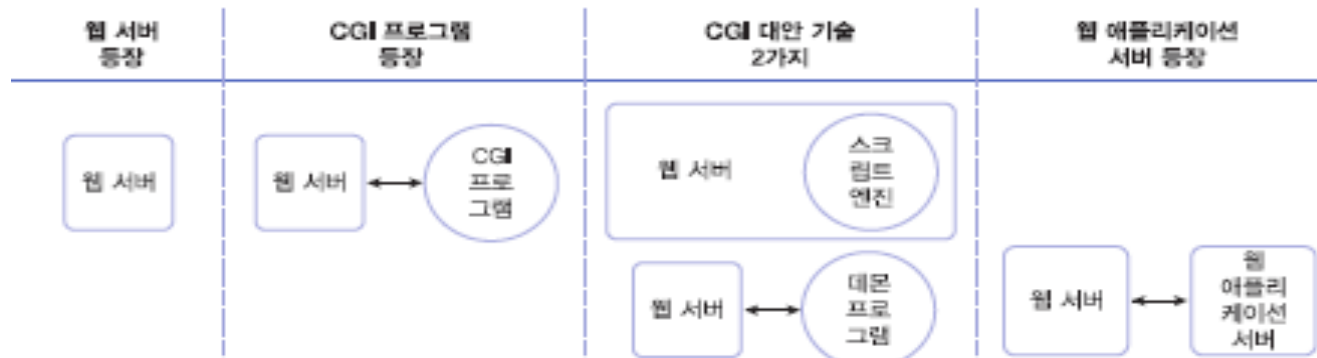 웹 서버
등장
CGI 프로그램
등장
CGI 대안 기술
2가지
웹 애플리케이션
서버 등장
웹 서버
웹 서버
CGI
프로
그램
웹 서버
스크
립트
엔진
웹 서버
데몬
프로
그램
웹 서버
웹
애플리
케이션
서버